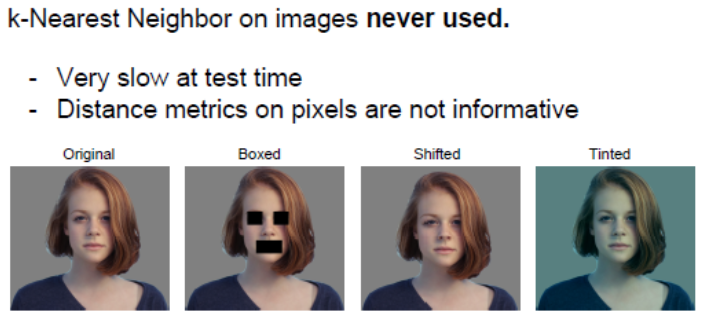 k-Nearest Neighbor on images never used.
- Very slow at test time
- Distance metrics on pixels are not informative
Original Boxed Shifted Tinted